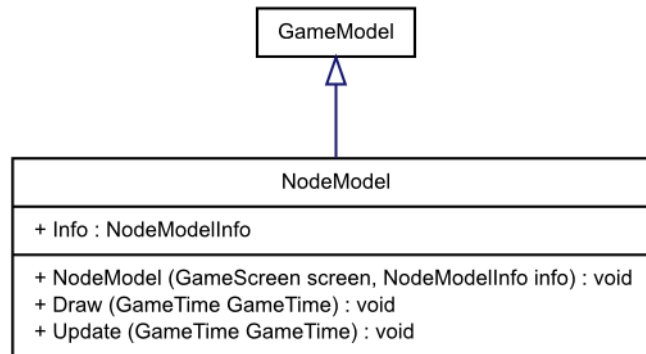 GameModel
NodeModel
+ Info : NodeModelInfo
+ NodeModel (GameScreen screen, NodeModelInfo info) : void
+ Draw (GameTime GameTime) : void
+ Update (GameTime GameTime) : void